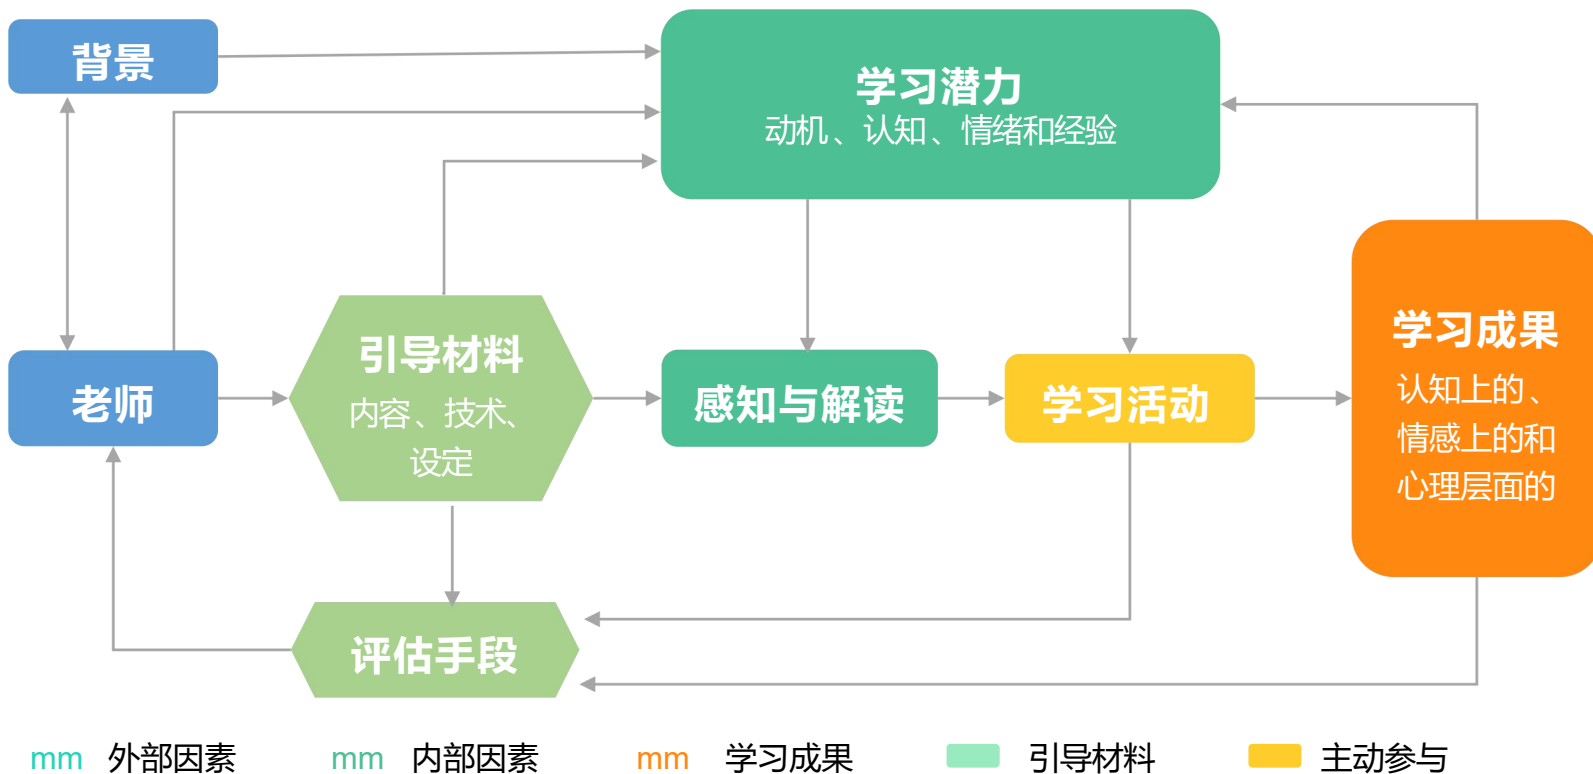 背景
学习潜力
动机、认知、情绪和经验
学习成果
认知上的、
情感上的和
心理层面的
引导材料
内容、技术、
设定
老师
感知与解读
学习活动
评估手段
mm 外部因素
mm 内部因素
mm 学习成果
引导材料
主动参与